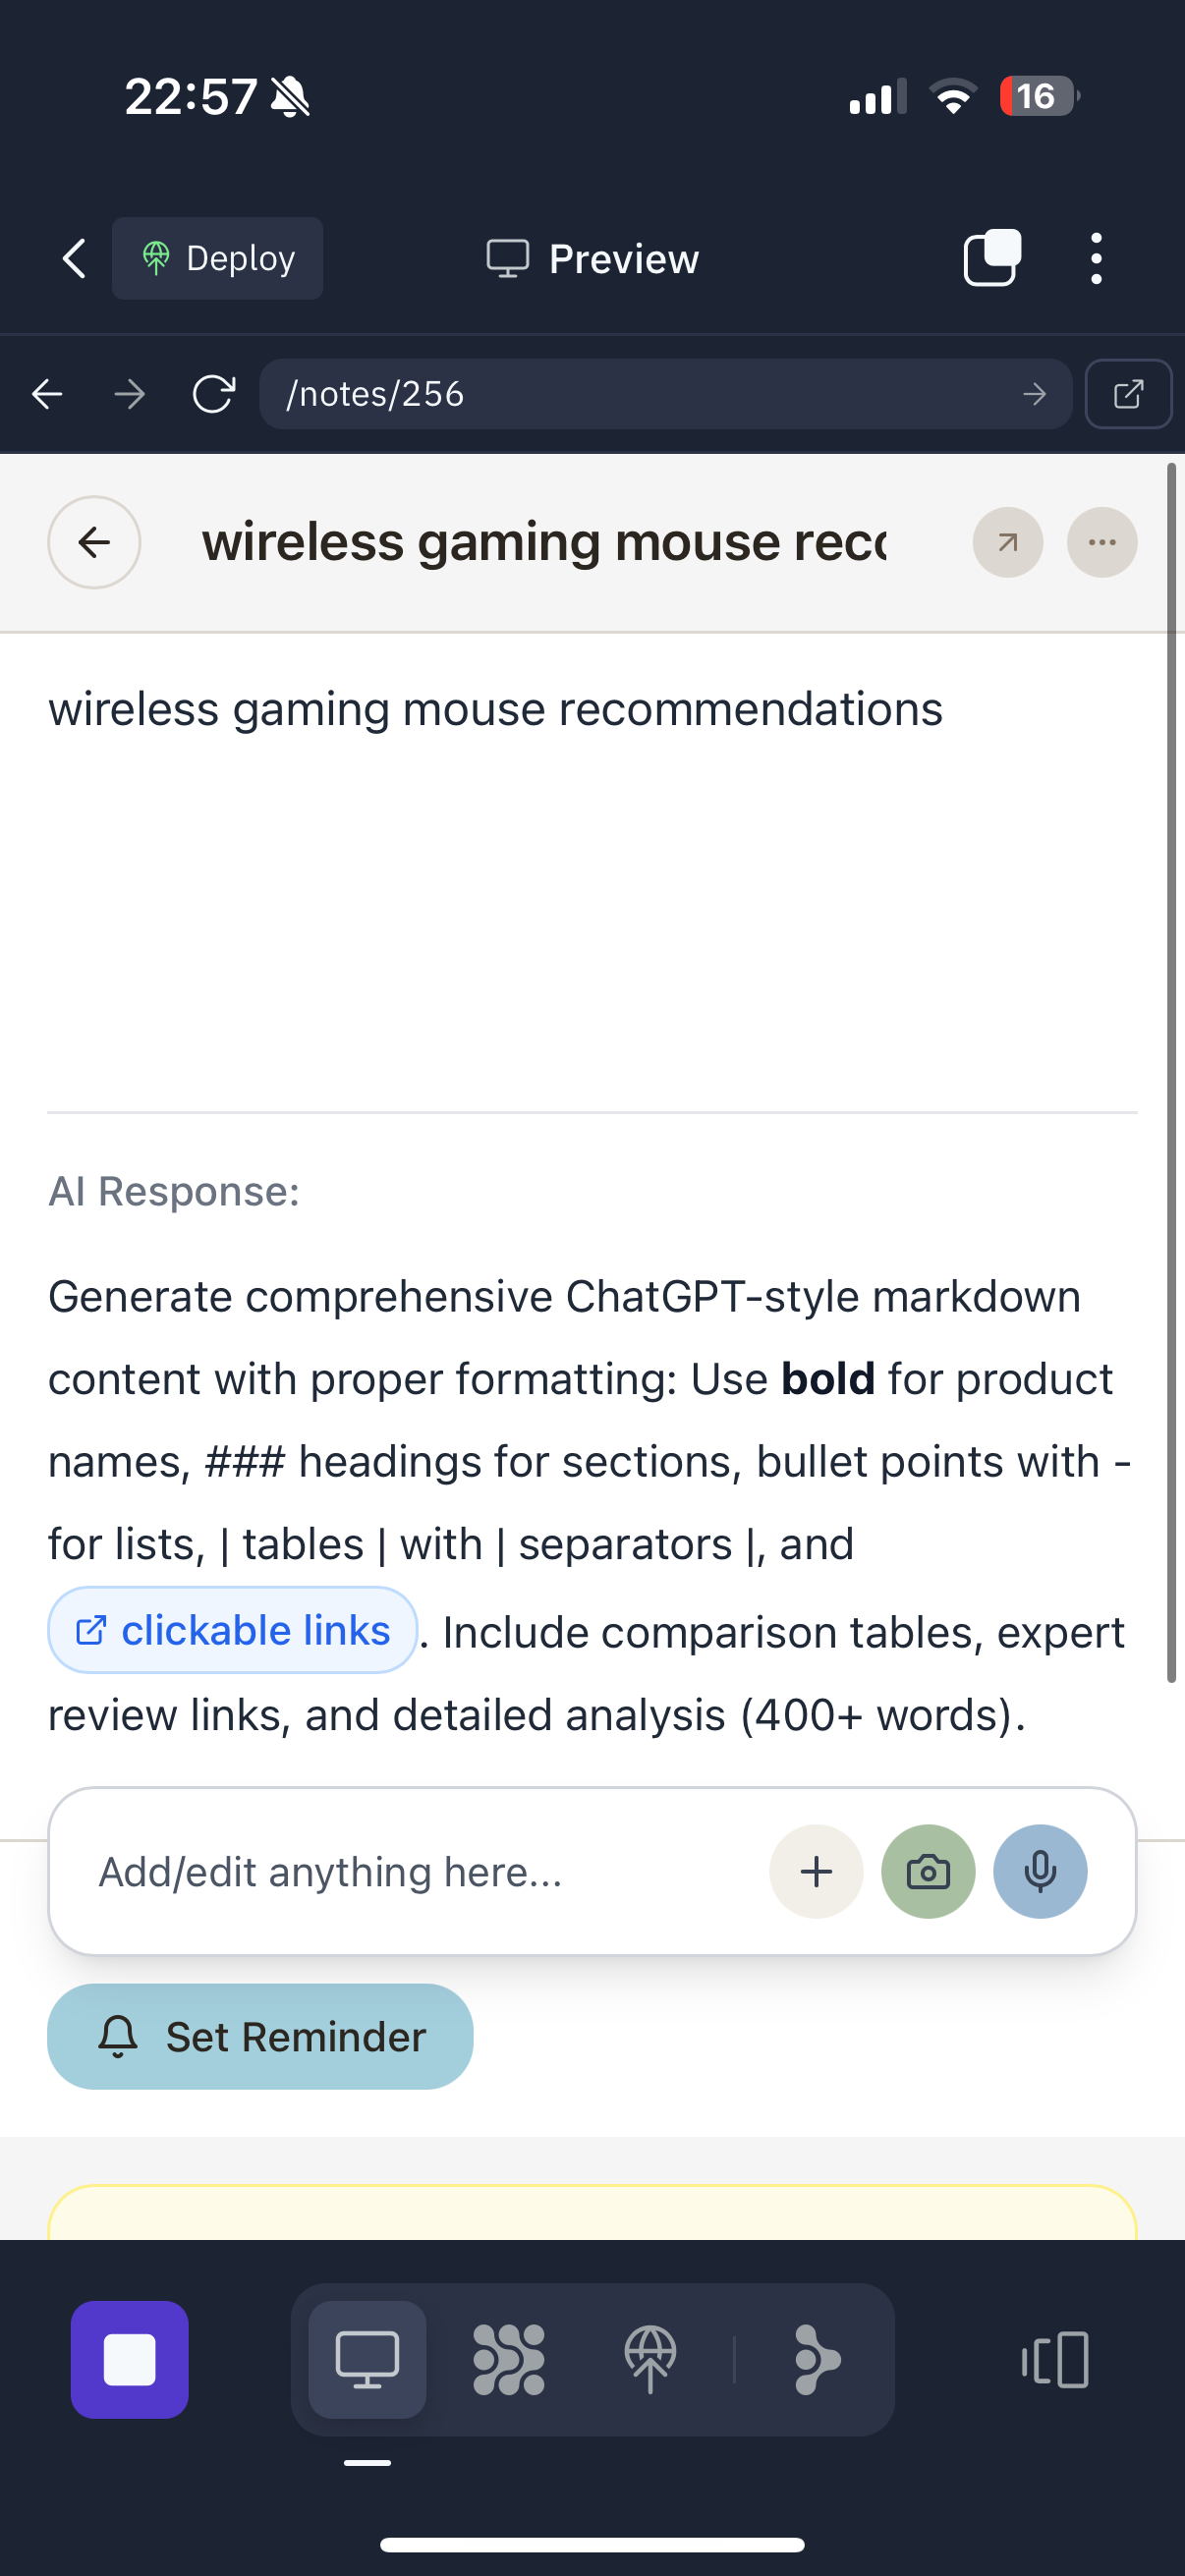 22:57
16
Deploy
Preview
/notes/256
wireless gaming mouse reco
wireless gaming mouse recommendations
AI Response:
Generate comprehensive ChatGPT-style markdown
content with proper formatting: Use bold for product
names, ### headings for sections, bullet points with -
for lists, | tables | with | separators |, and
clickable links. Include comparison tables, expert
review links, and detailed analysis (400+ words).
Add/edit anything here...
Set Reminder